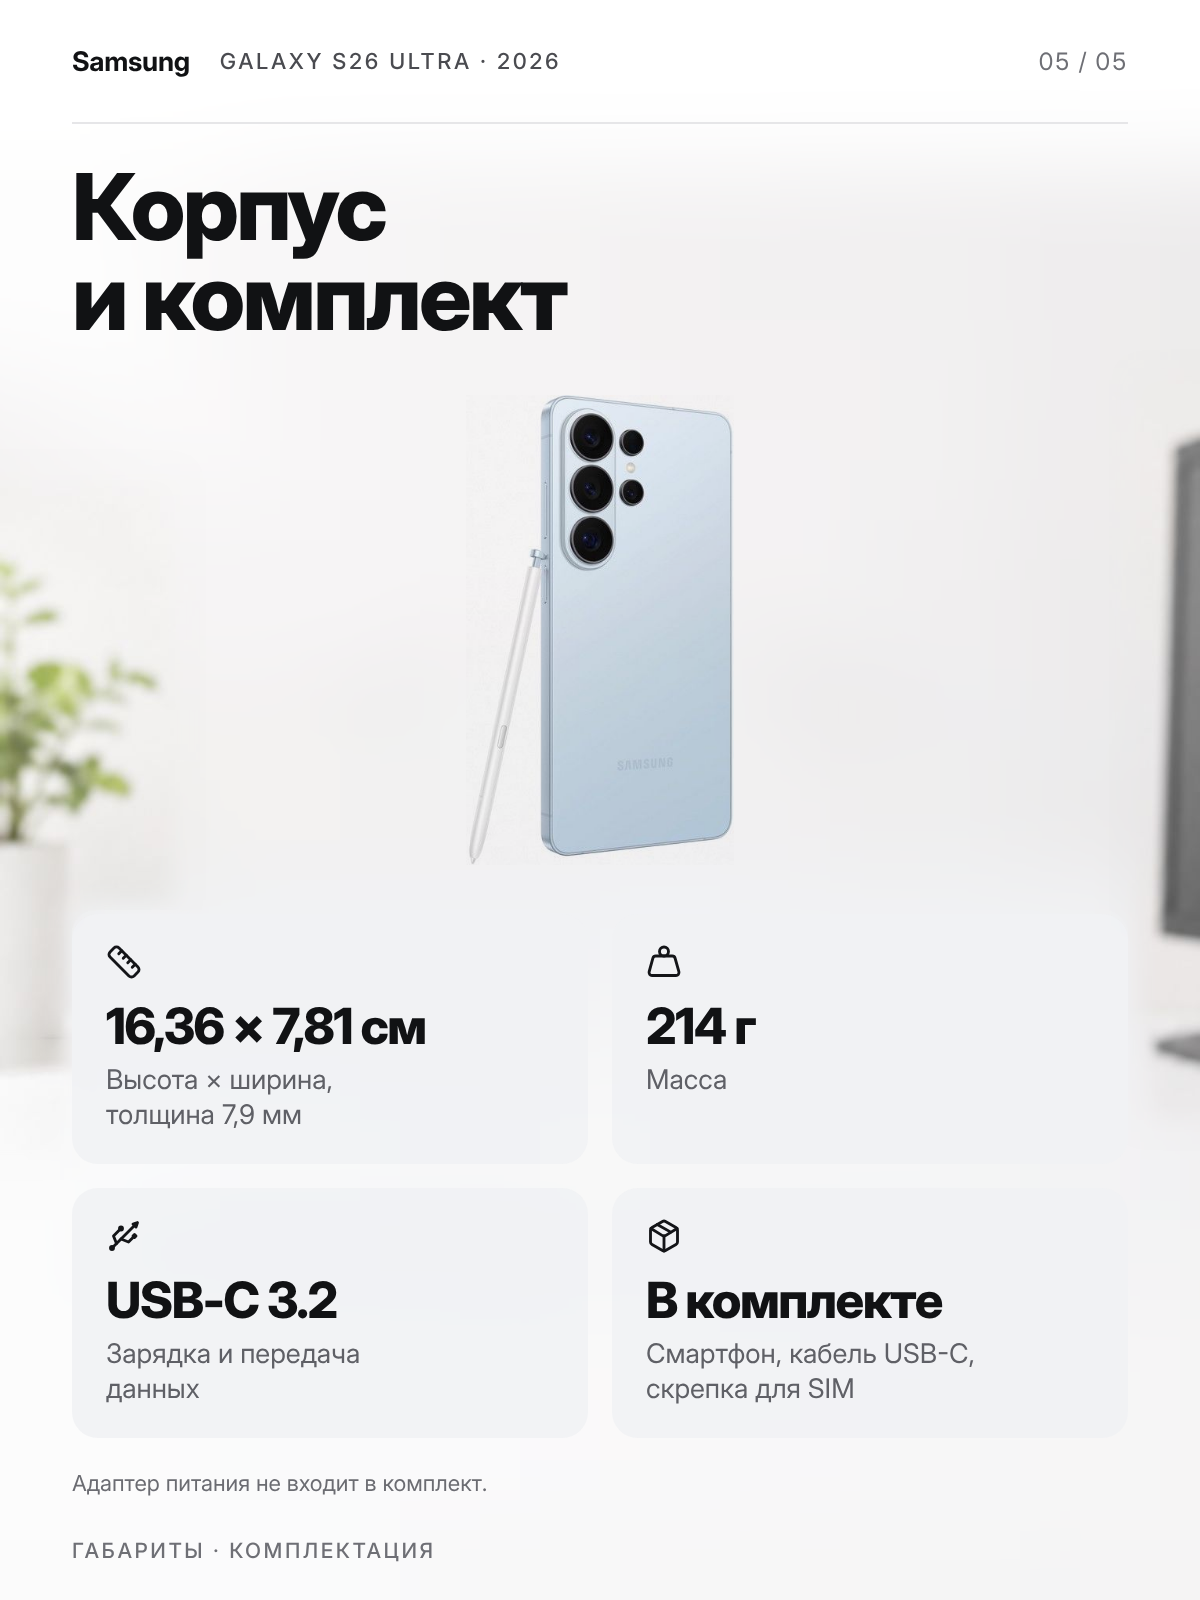 Samsung GALAXY S26 ULTRA · 2026 05 / 05
Корпус
и комплект
SAMSUNG
16,36 × 7,81 см
Высота × ширина,
толщина 7,9 мм
214 г
Масса
USB-C 3.2
Зарядка и передача
данных
В комплекте
Смартфон, кабель USB-C,
скрепка для SIM
Адаптер питания не входит в комплект.
ГАБАРИТЫ · КОМПЛЕКТАЦИЯ